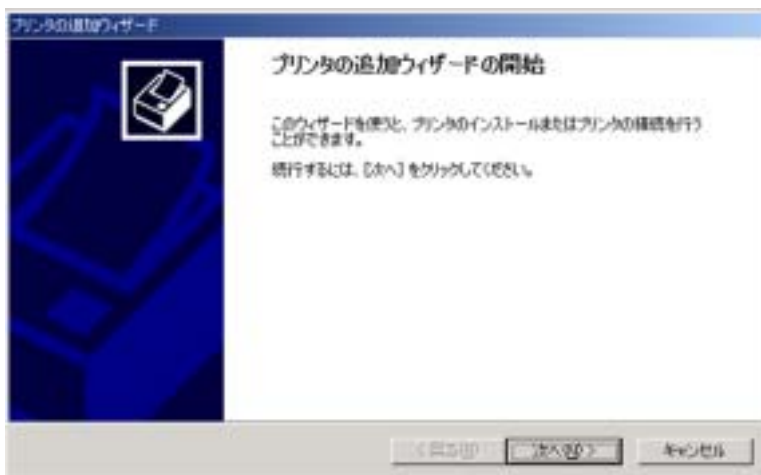 プリンタの追加ウィザード
プリンタの追加ウィザードの開始
このウィザードを使うと、プリンタのインストールまたはプリンタの接続を行う
ことができます。
続行するには、[次へ] をクリックしてください。
< 戻る(B)
次へ(N) >
キャンセル